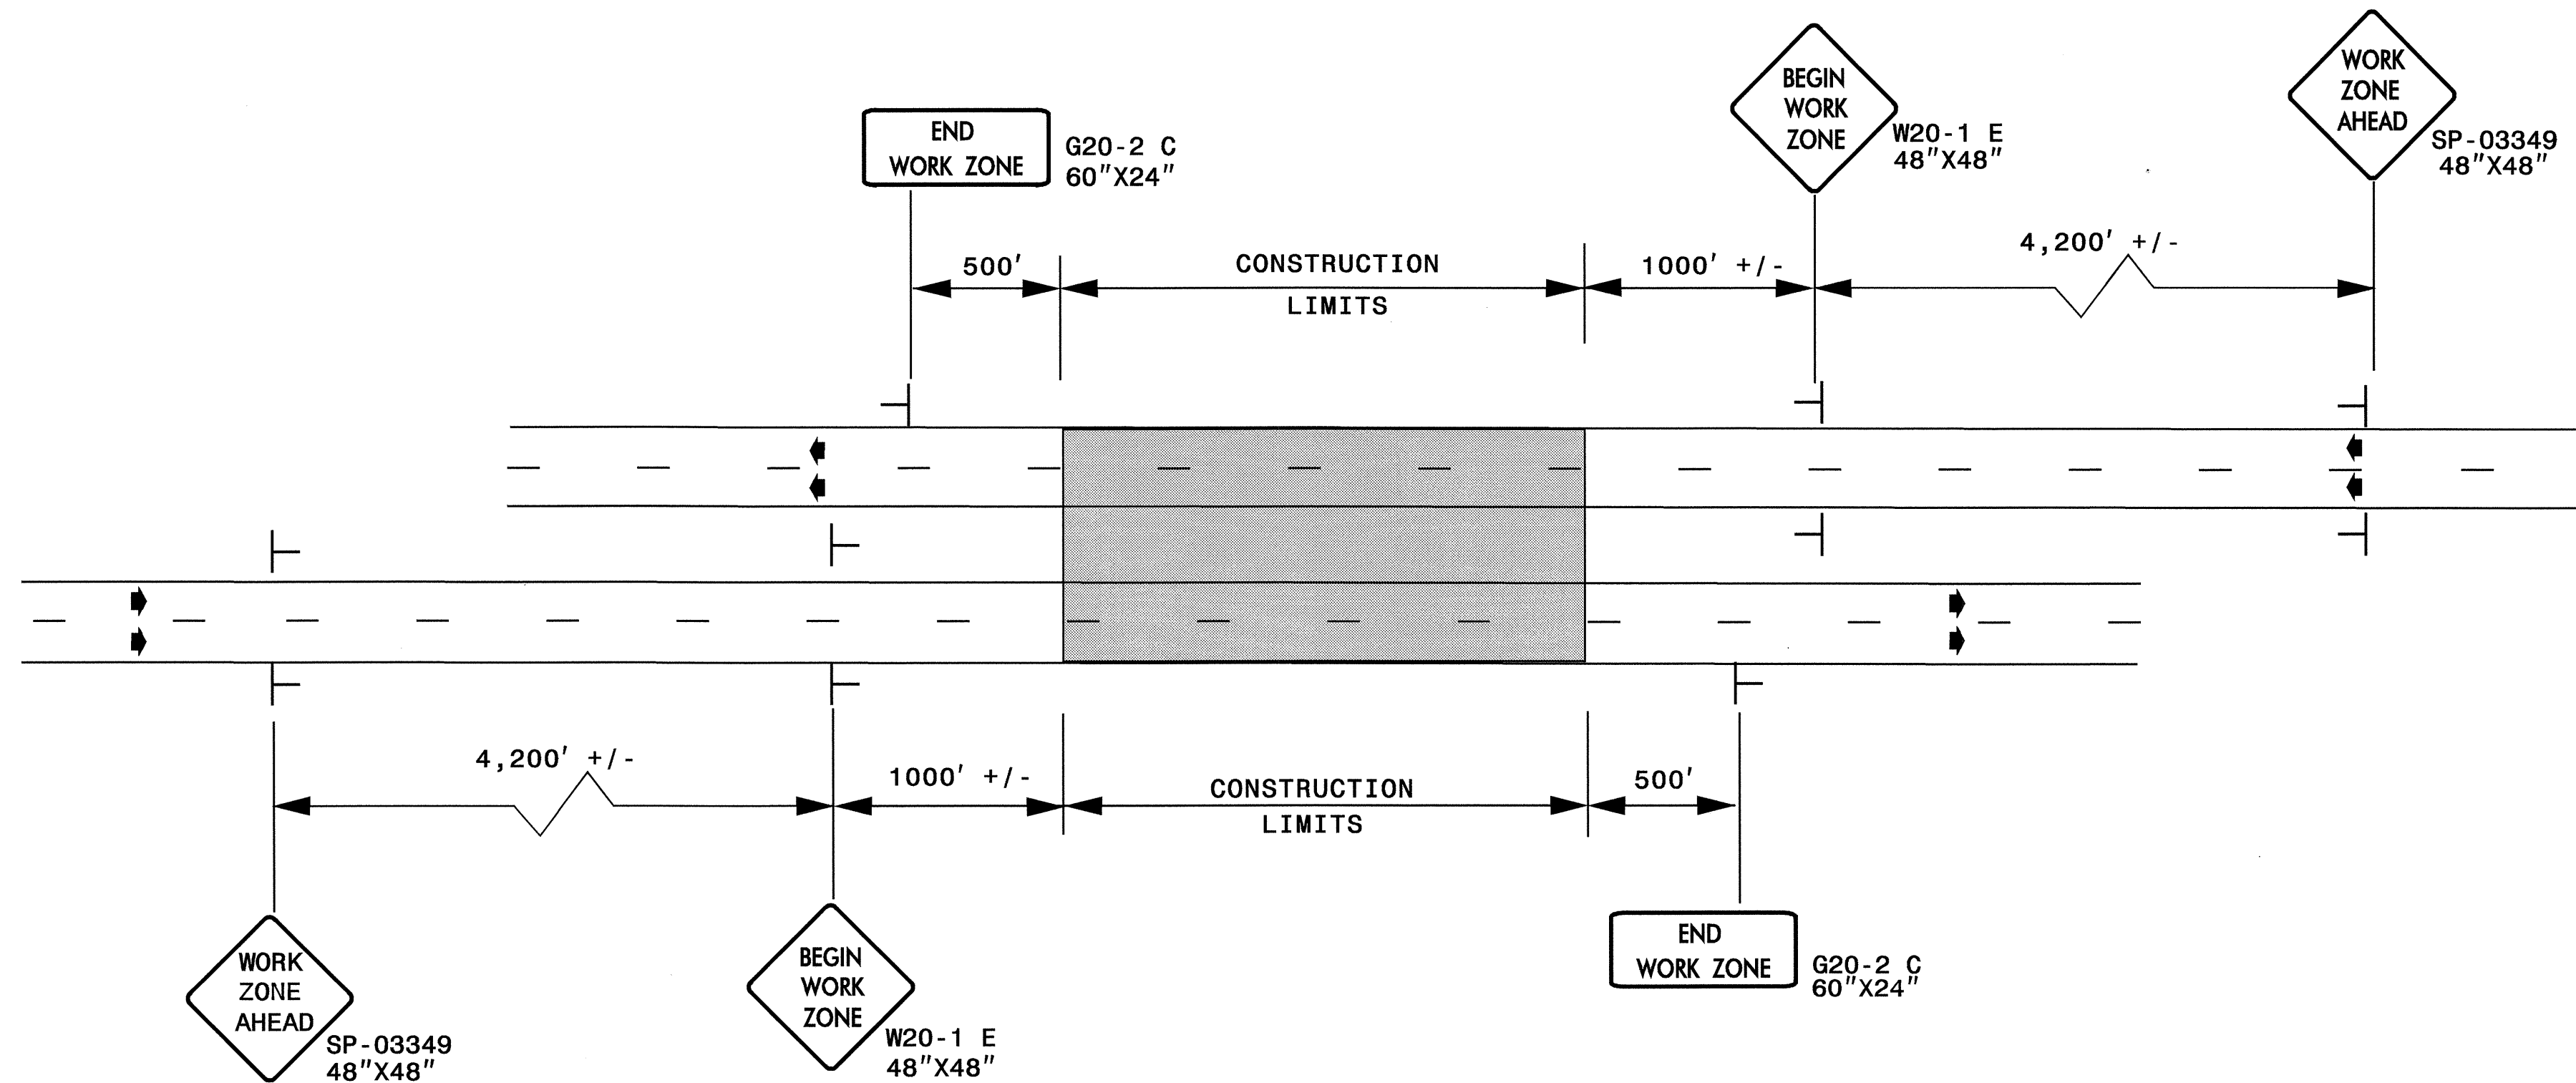 END
WORK ZONE
G20-2 C
60"X24"
BEGIN
WORK
ZONE
W20-1 E
48"X48"
WORK
ZONE
AHEAD
SP-03349
48"X48"
500'
CONSTRUCTION
LIMITS
1000' +/-
4,200' +/-
4,200' +/-
1000' +/-
CONSTRUCTION
LIMITS
500'
WORK
ZONE
AHEAD
SP-03349
48"X48"
BEGIN
WORK
ZONE
W20-1 E
48"X48"
END
WORK ZONE
G20-2 C
60"X24"